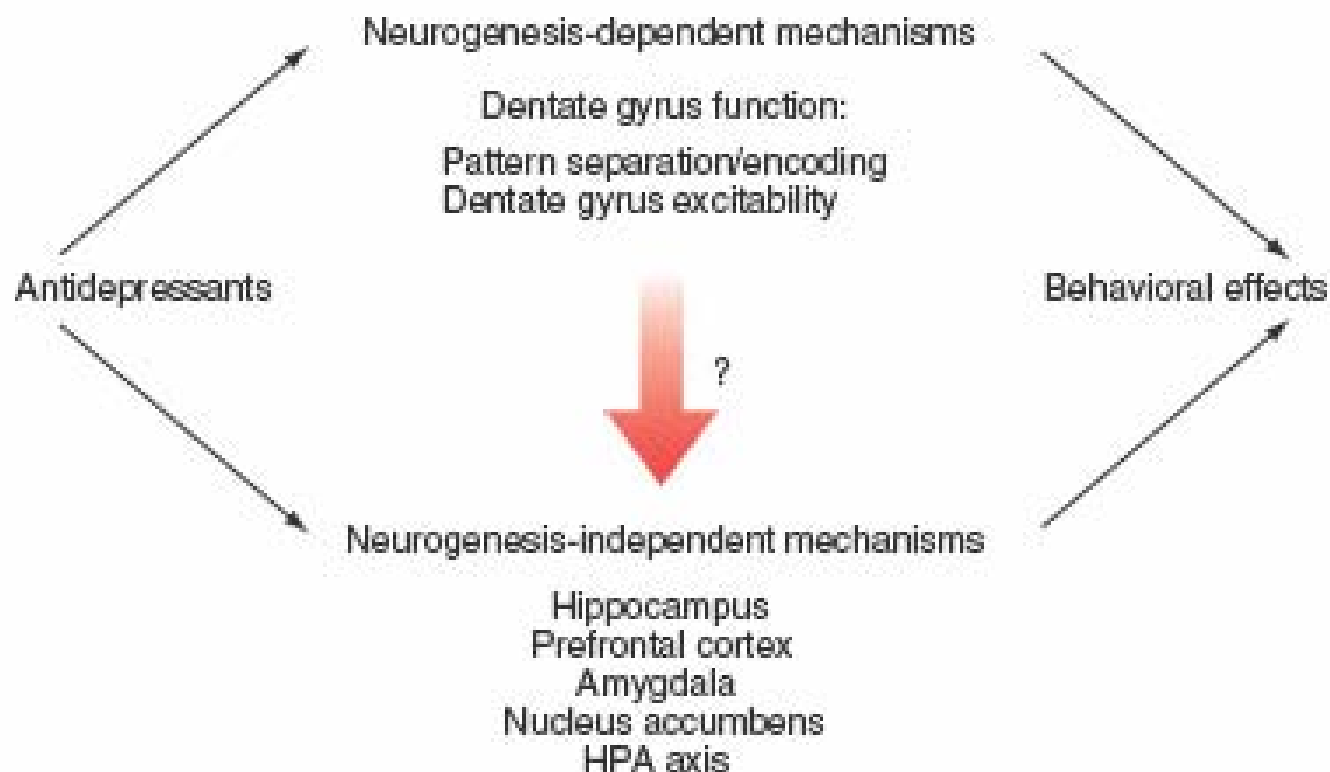 Neurogenesis-dependent mechanisms
Dentate gyrus function:
Pattern separation/encoding
Dentate gyrus excitability
Antidepressants
Behavioral effects
?
Neurogenesis-independent mechanisms
Hippocampus
Prefrontal cortex
Amygdala
Nucleus accumbens
HPA axis